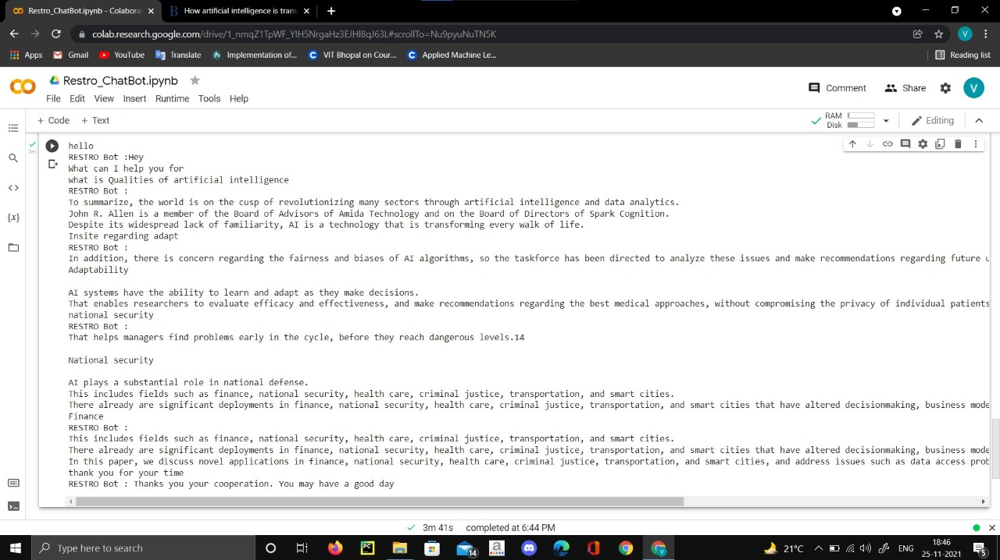 Restro_ChatBot.ipynb - Colabora
How artificial intelligence is trans
colab.research.google.com/drive/1_nmqZ1TpWF_YIH5NrgaHz3EJHl8qJ63L#scrollTo=Nu9pyuNuTN5K
V
Apps Gmail YouTube Translate Implementation of... VIT Bhopal on Cour... Applied Machine Le... Reading list
Restro_ChatBot.ipynb
Comment Share V
File Edit View Insert Runtime Tools Help
+ Code + Text
RAM
Disk
Editing
3m
hello
RESTRO Bot :Hey
What can I help you for
what is Qualities of artificial intelligence
RESTRO Bot :
To summarize, the world is on the cusp of revolutionizing many sectors through artificial intelligence and data analytics.
John R. Allen is a member of the Board of Advisors of Amida Technology and on the Board of Directors of Spark Cognition.
Despite its widespread lack of familiarity, AI is a technology that is transforming every walk of life.
Insite regarding adapt
RESTRO Bot :
In addition, there is concern regarding the fairness and biases of AI algorithms, so the taskforce has been directed to analyze these issues and make recommendations regarding future u
Adaptability
AI systems have the ability to learn and adapt as they make decisions.
That enables researchers to evaluate efficacy and effectiveness, and make recommendations regarding the best medical approaches, without compromising the privacy of individual patients
national security
RESTRO Bot :
That helps managers find problems early in the cycle, before they reach dangerous levels.14
National security
AI plays a substantial role in national defense.
This includes fields such as finance, national security, health care, criminal justice, transportation, and smart cities.
There already are significant deployments in finance, national security, health care, criminal justice, transportation, and smart cities that have altered decisionmaking, business mode
Finance
RESTRO Bot :
This includes fields such as finance, national security, health care, criminal justice, transportation, and smart cities.
There already are significant deployments in finance, national security, health care, criminal justice, transportation, and smart cities that have altered decisionmaking, business mode
In this paper, we discuss novel applications in finance, national security, health care, criminal justice, transportation, and smart cities, and address issues such as data access prob
thank you for your time
RESTRO Bot : Thanks you your cooperation. You may have a good day
3m 41s completed at 6:44 PM
Type here to search
14
21°C
ENG
18:46
25-11-2021
5